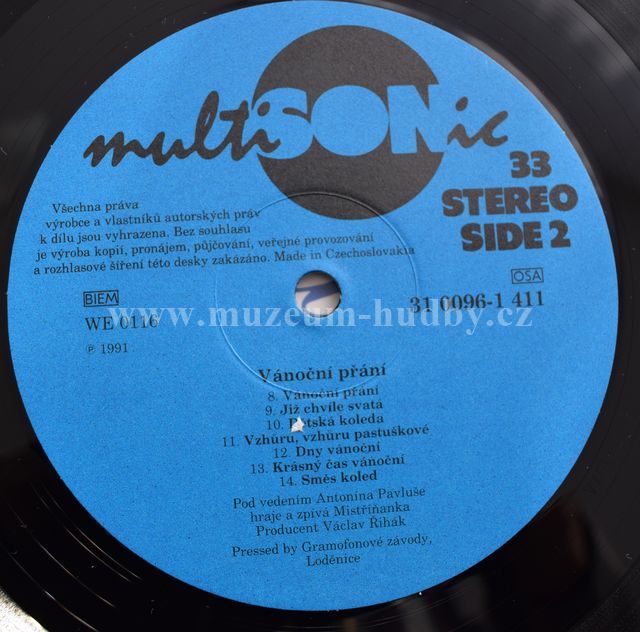 multiSONic
33
STEREO
SIDE 2
Všechna práva
výrobce a vlastníků autorských práv
k dílu jsou vyhrazena. Bez souhlasu
je výroba kopií, pronájem, půjčování, veřejné provozování
a rozhlasové šíření této desky zakázáno. Made in Czechoslovakia
BIEM
OSA
WE 0116
31 0096-1 411
www.muzeum-hudby.cz
℗ 1991
Vánoční přání
8. Vánoční přání
9. Již chvíle svatá
10. koleda
11. Vzhůru, vzhůru pastuškové
12. Dny vánoční
13. Krásný čas vánoční
14. Směs koled
Pod vedením Antonína Pavluše
hraje a zpívá Mistříňanka
Producent Václav Řihák
Pressed by Gramofonové závody,
Loděnice